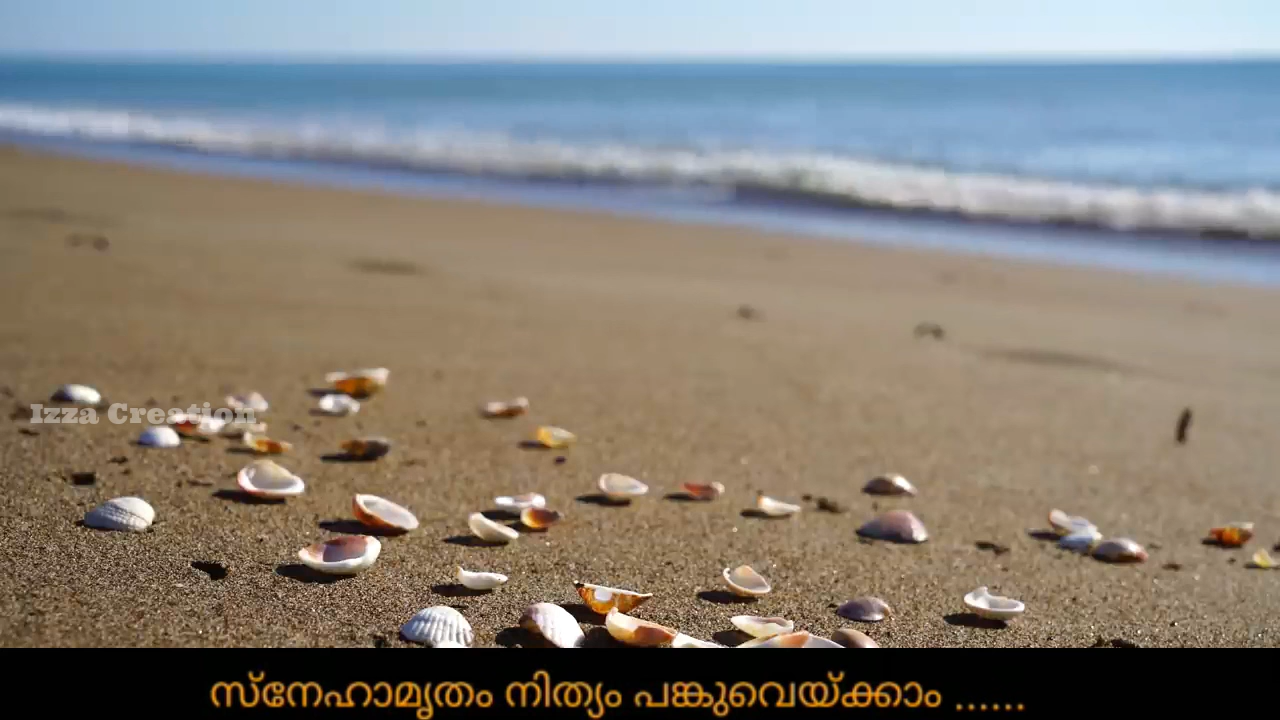 Izza Creation
സ്നേഹാമൃതം നിത്യം പങ്കുവെയ്ക്കാം ......